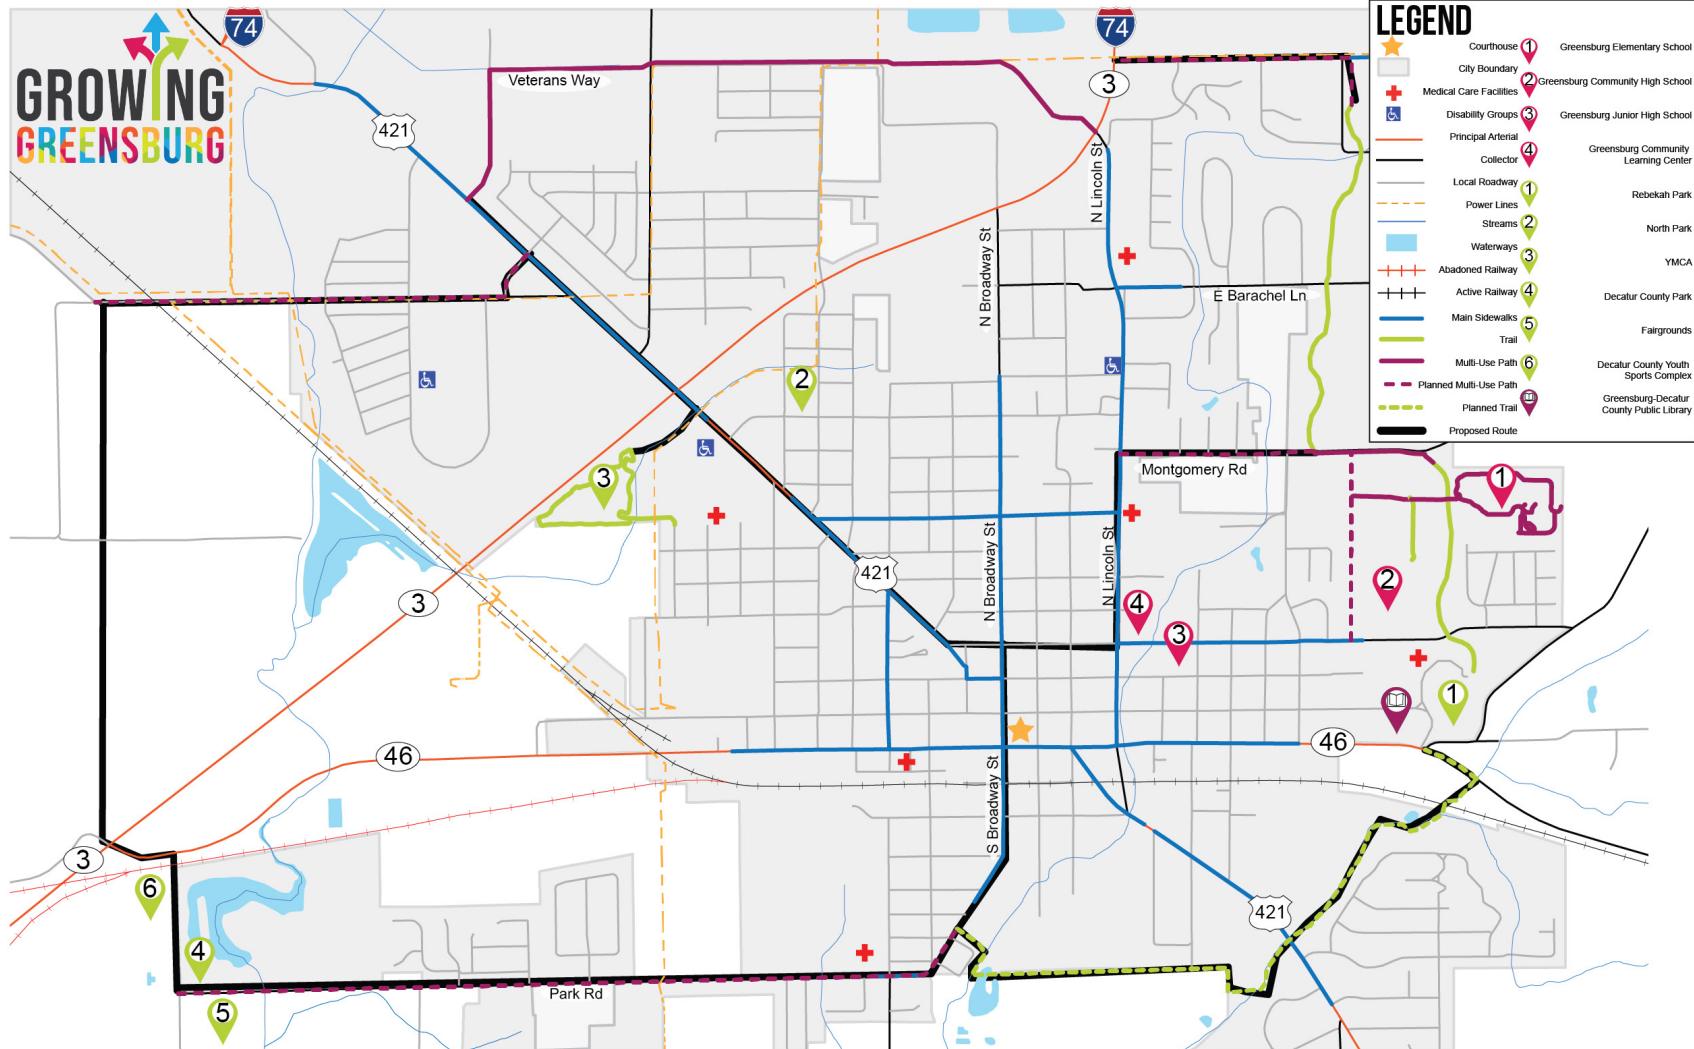 GROWING
GREENSBURG
74
74
3
421
Veterans Way
N Lincoln St
N Broadway St
E Barachel Ln
2
3
Montgomery Rd
1
N Broadway St
N Lincoln St
421
2
3
4
3
1
46
46
S Broadway St
3
6
421
4
5
Park Rd
LEGEND
Courthouse
City Boundary
Medical Care Facilities
Disability Groups
Principal Arterial
Collector
Local Roadway
Power Lines
Streams
Waterways
Abadoned Railway
Active Railway
Main Sidewalks
Trail
Multi-Use Path
Planned Multi-Use Path
Planned Trail
Proposed Route
1 Greensburg Elementary School
2 Greensburg Community High School
3 Greensburg Junior High School
4 Greensburg Community
Learning Center
1 Rebekah Park
2 North Park
3 YMCA
4 Decatur County Park
5 Fairgrounds
6 Decatur County Youth
Sports Complex
Greensburg-Decatur
County Public Library